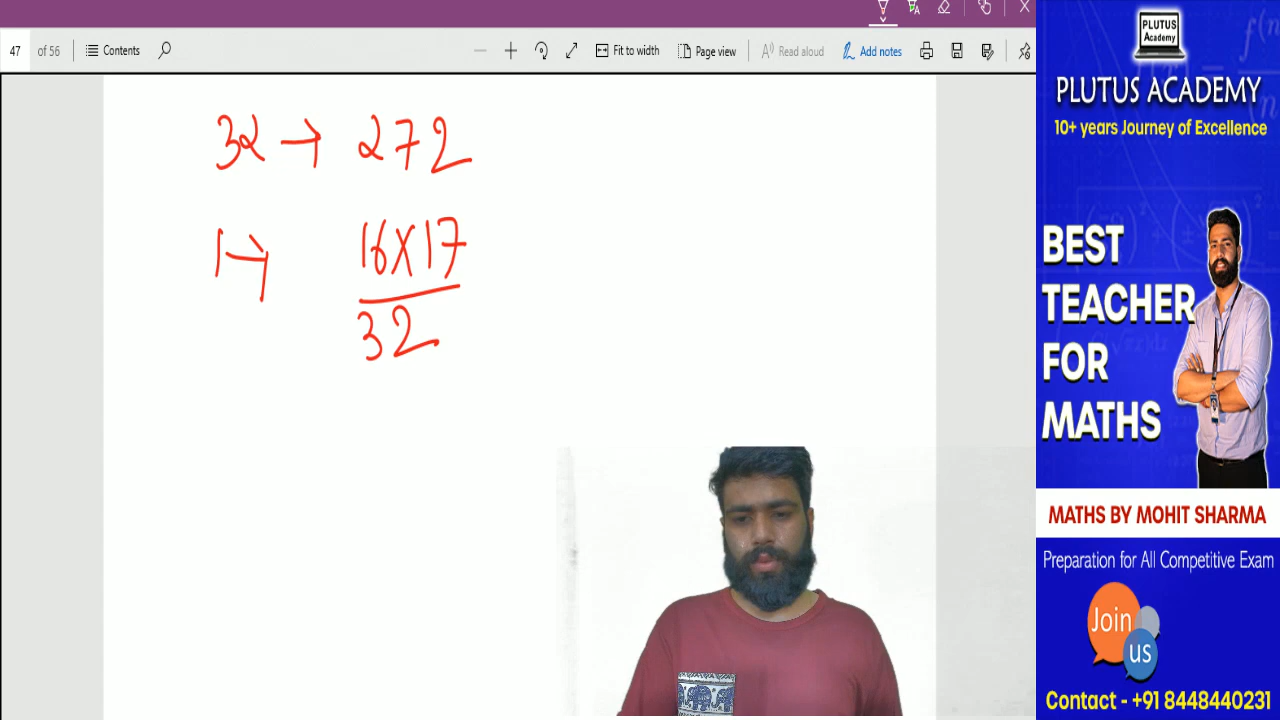 47 of 56 Contents Fit to width Page view Read aloud Add notes
32 → 272
1 → 16×17
32
PLUTUS Academy
PLUTUS ACADEMY
10+ years Journey of Excellence
BEST
TEACHER
FOR
MATHS
MATHS BY MOHIT SHARMA
Preparation for All Competitive Exam
Join
us
Contact - +91 8448440231